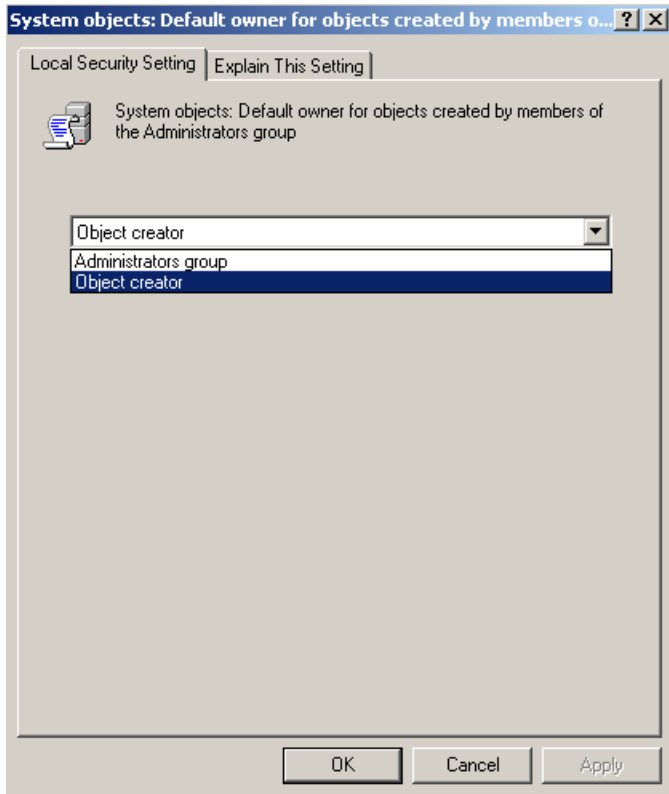 System objects: Default owner for objects created by members o...
Local Security Setting
Explain This Setting
System objects: Default owner for objects created by members of
the Administrators group
Object creator
Administrators group
Object creator
OK
Cancel
Apply